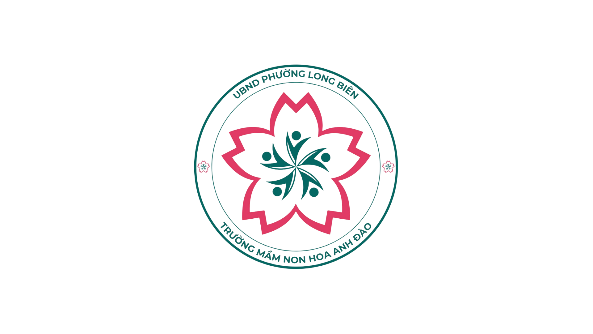 UBND PHƯỜNG LONG BIÊN
TRƯỜNG MẦM NON HOA ANH ĐÀO